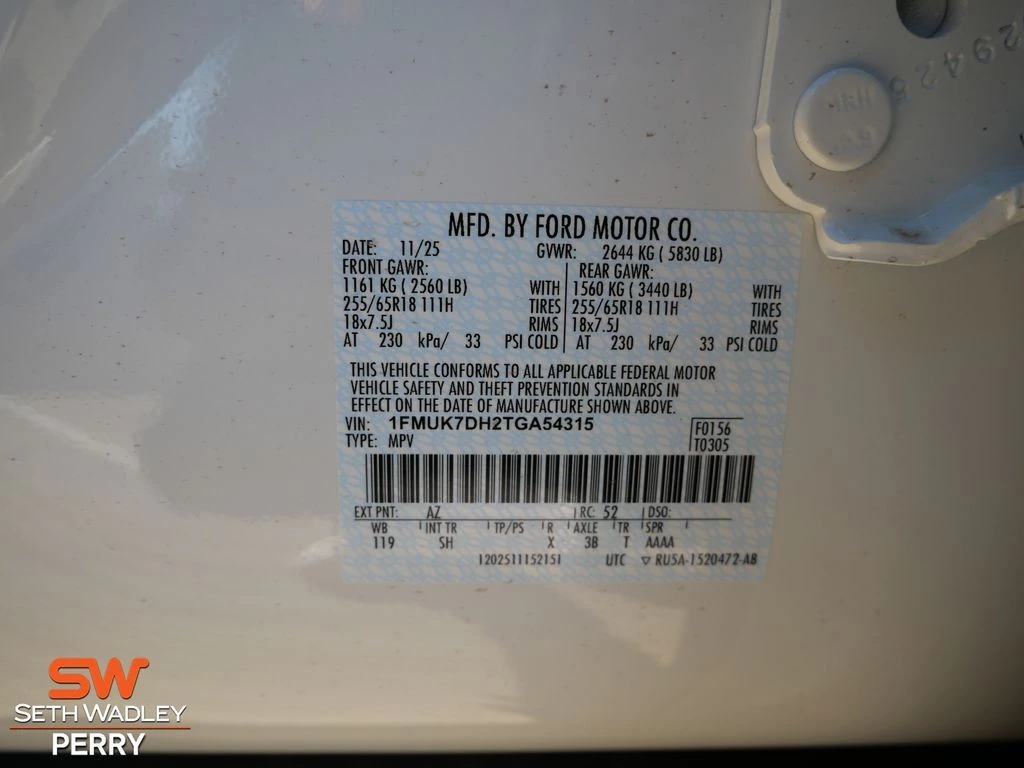 29425
MFD. BY FORD MOTOR CO.
DATE: 11/25 GVWR: 2644 KG ( 5830 LB)
FRONT GAWR: REAR GAWR:
1161 KG ( 2560 LB) WITH 1560 KG ( 3440 LB) WITH
255/65R18 111H TIRES 255/65R18 111H TIRES
18x7.5J RIMS 18x7.5J RIMS
AT 230 kPa/ 33 PSI COLD AT 230 kPa/ 33 PSI COLD
THIS VEHICLE CONFORMS TO ALL APPLICABLE FEDERAL MOTOR
VEHICLE SAFETY AND THEFT PREVENTION STANDARDS IN
EFFECT ON THE DATE OF MANUFACTURE SHOWN ABOVE.
VIN: 1FMUK7DH2TGA54315 F0156
TYPE: MPV T0305
EXT PNT: AZ RC: 52 DSO:
WB INT TR TP/PS R AXLE TR SPR
119 SH X 3B T AAAA
1202511152151 UTC ▽ RU5A-1520472-AB
SW
SETH WADLEY
PERRY